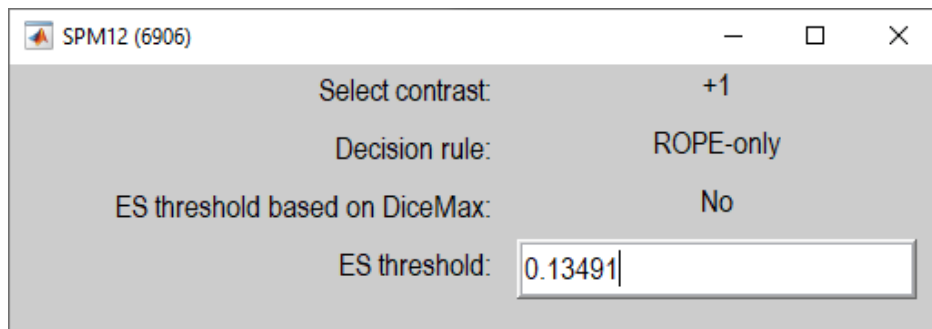 SPM12 (6906)
Select contrast: +1
Decision rule: ROPE-only
ES threshold based on DiceMax: No
ES threshold: 0.13491